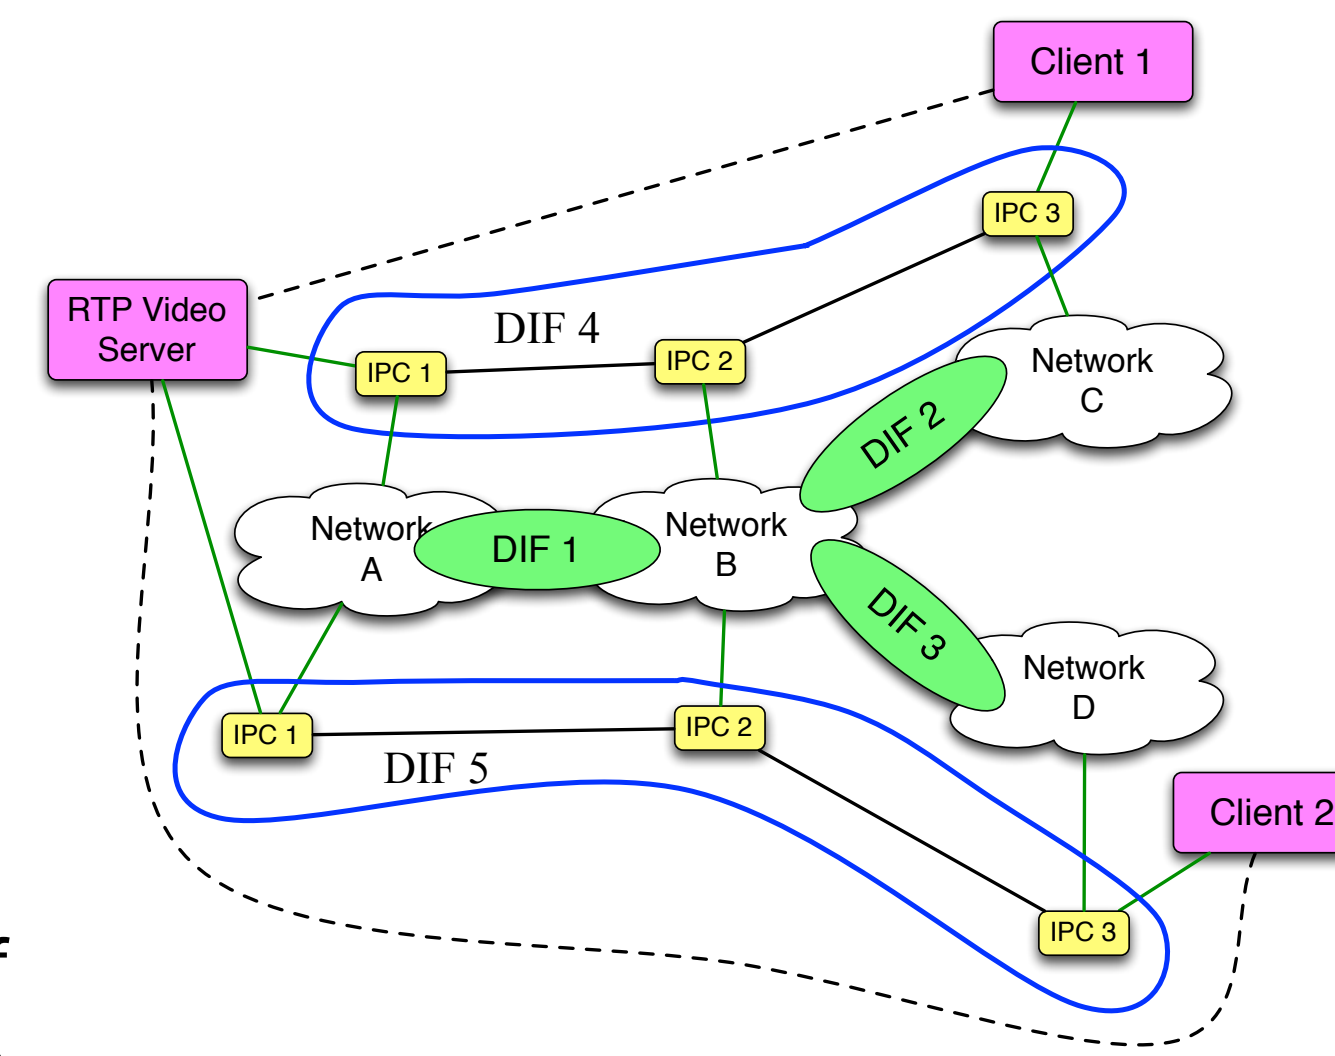 Client 1
IPC 3
RTP Video
Server
DIF 4
IPC 1
IPC 2
Network
C
DIF 2
Network
A
DIF 1
Network
B
DIF 3
Network
D
IPC 1
IPC 2
DIF 5
Client 2
IPC 3
f